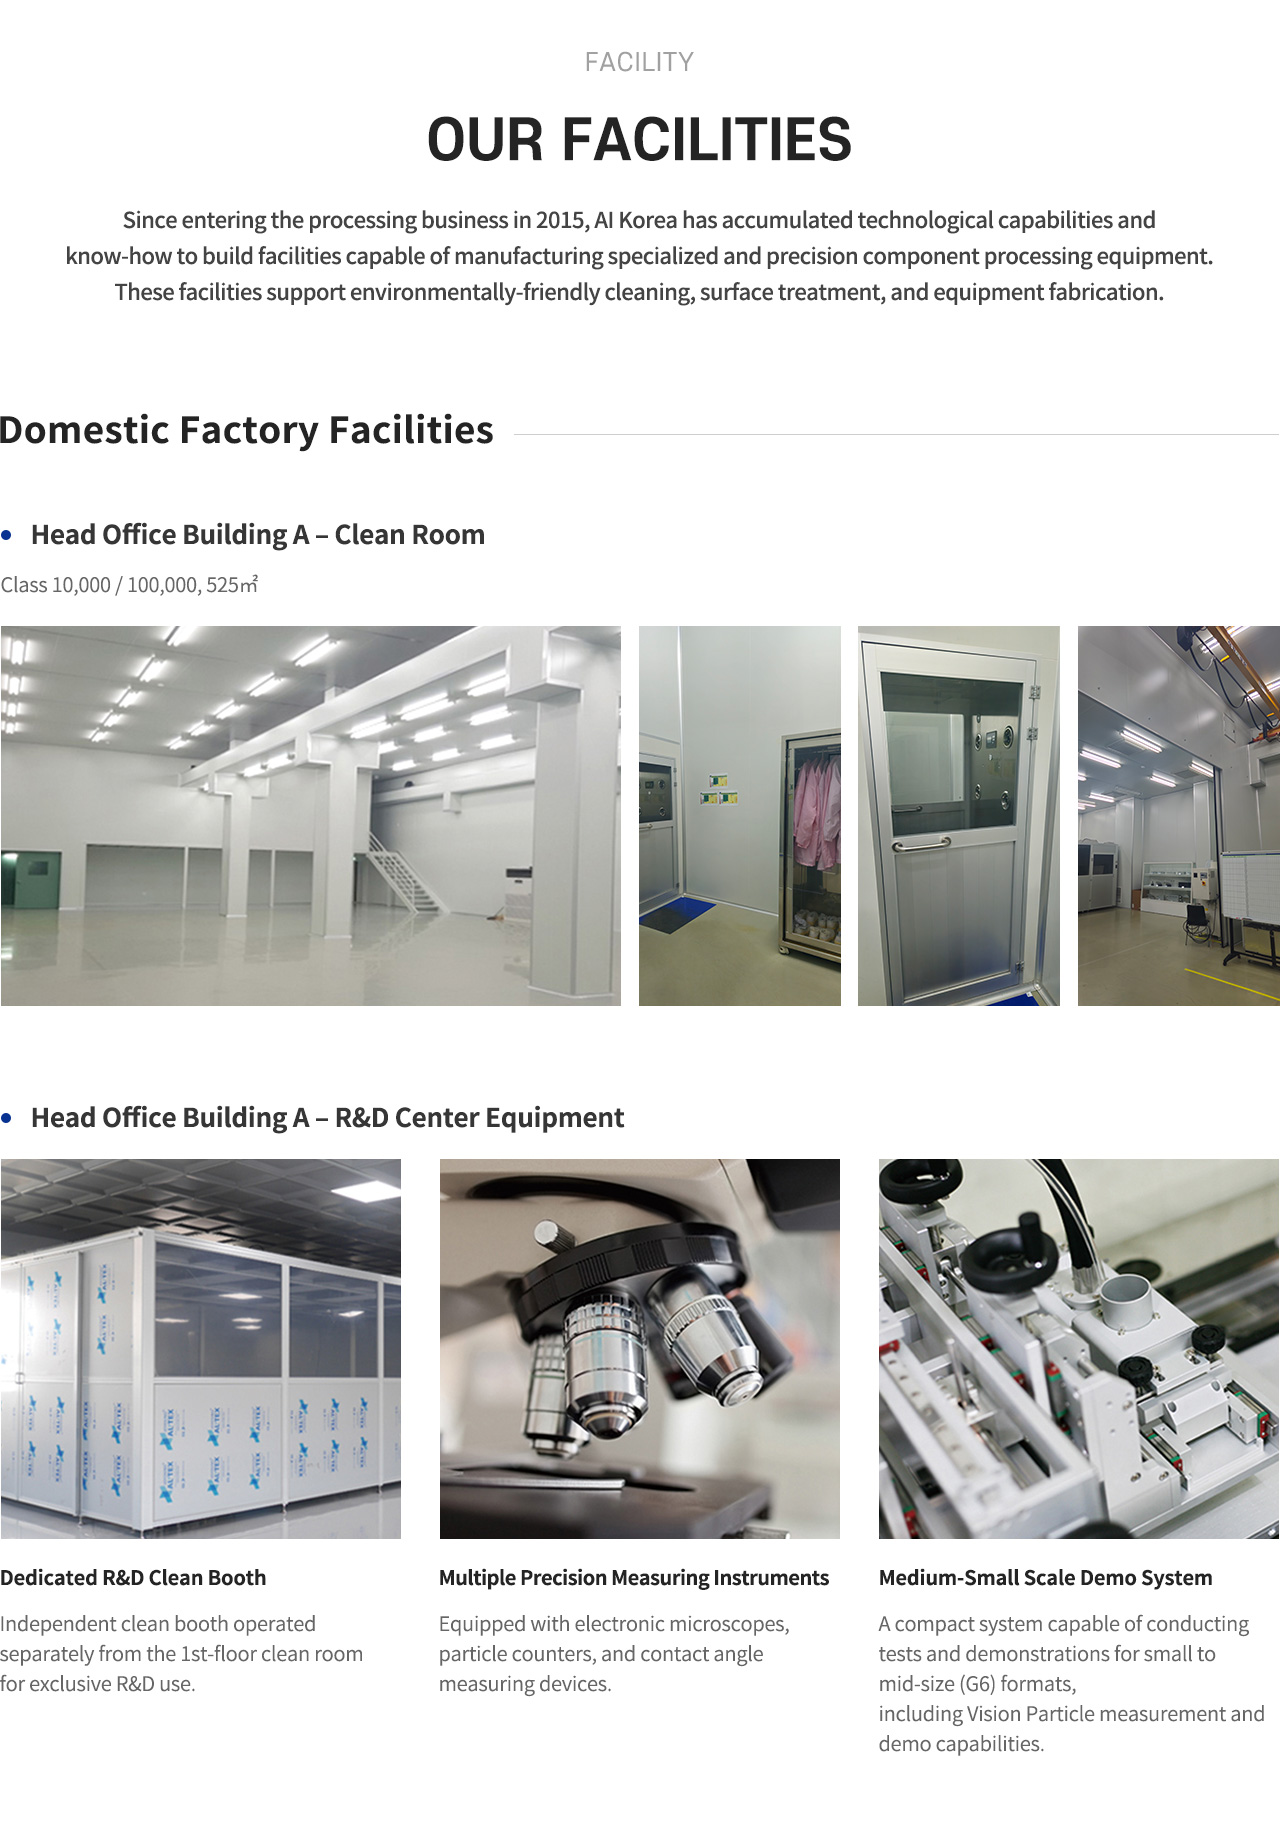 FACILITY
OUR FACILITIES
Since entering the processing business in 2015, AI Korea has accumulated technological capabilities and
know-how to build facilities capable of manufacturing specialized and precision component processing equipment.
These facilities support environmentally-friendly cleaning, surface treatment, and equipment fabrication.
Domestic Factory Facilities
• Head Office Building A – Clean Room
Class 10,000 / 100,000, 525㎡
• Head Office Building A – R&D Center Equipment
ALTEX
ALTEX
ALTEX
ALTEX
ALTEX
ALTEX
Dedicated R&D Clean Booth
Independent clean booth operated
separately from the 1st-floor clean room
for exclusive R&D use.
Multiple Precision Measuring Instruments
Equipped with electronic microscopes,
particle counters, and contact angle
measuring devices.
Medium-Small Scale Demo System
A compact system capable of conducting
tests and demonstrations for small to
mid-size (G6) formats,
including Vision Particle measurement and
demo capabilities.